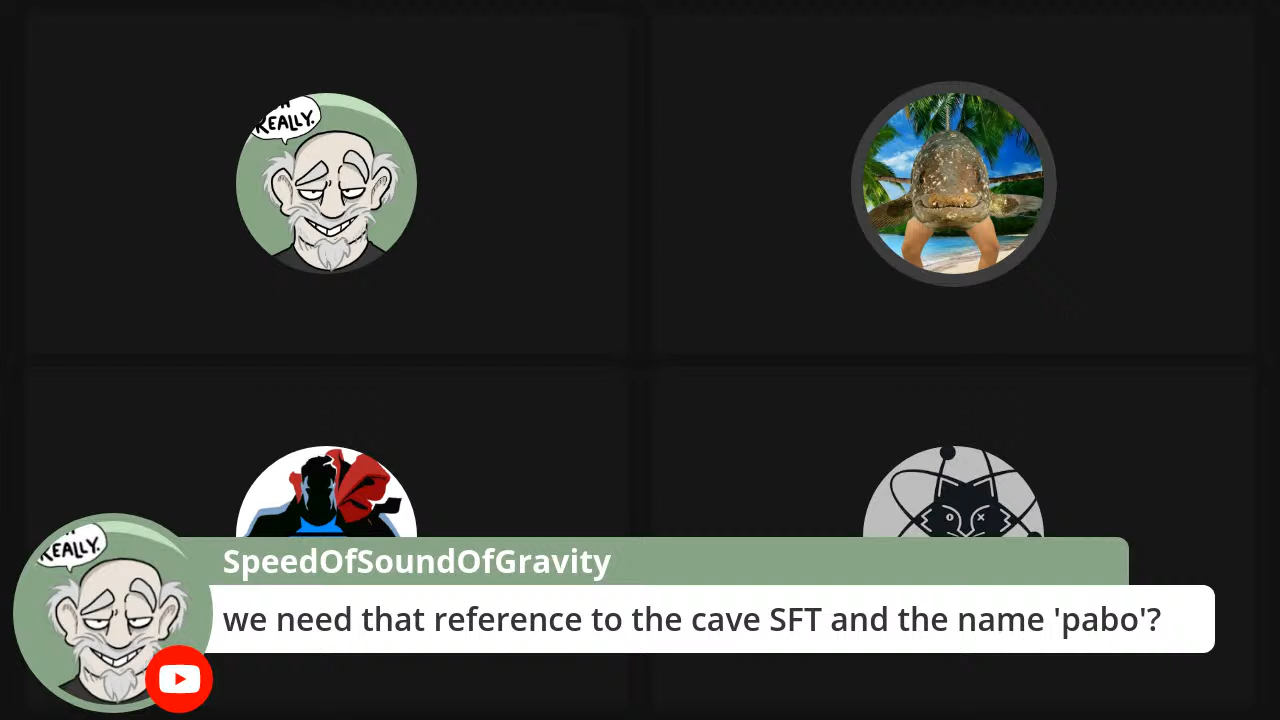 REALLY.
SpeedOfSoundOfGravity
REALLY.
we need that reference to the cave SFT and the name 'pabo'?